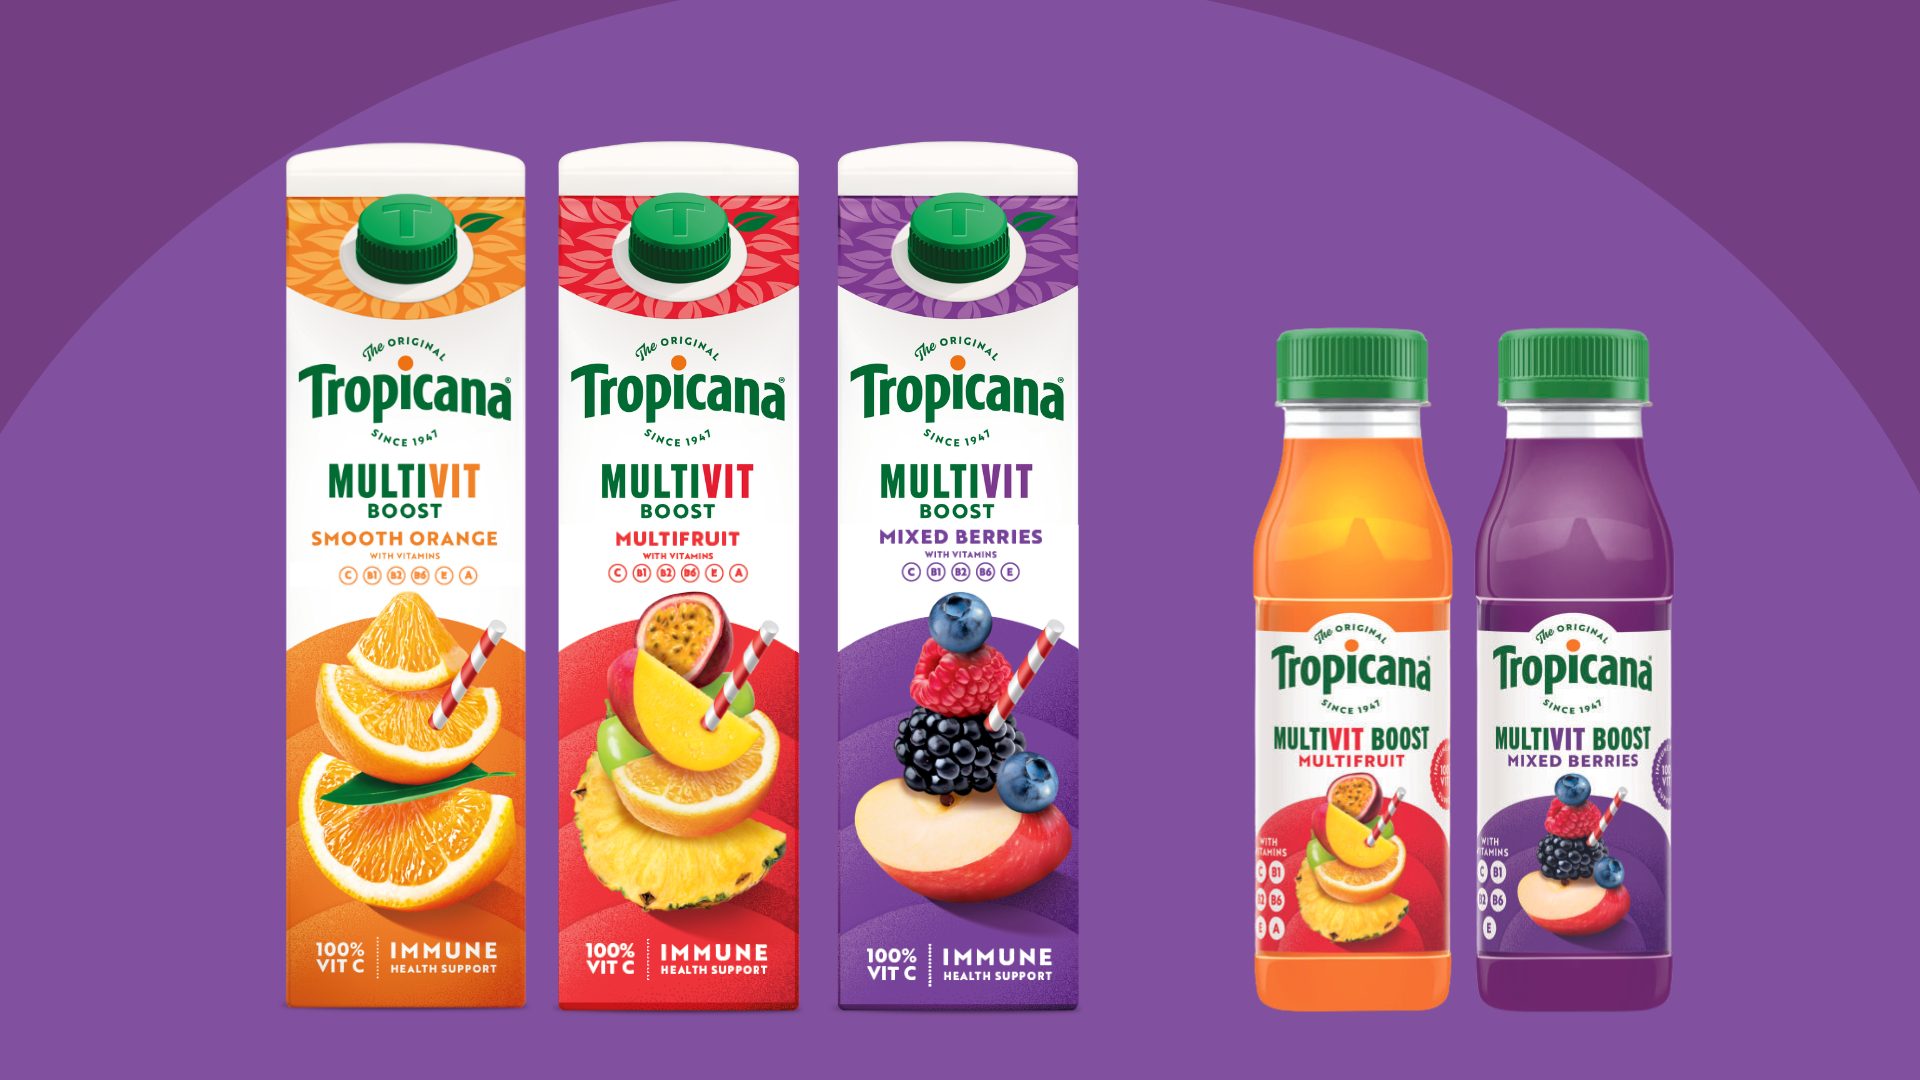 T
The ORIGINAL
Tropicana®
SINCE 1947
MULTIVIT
BOOST
SMOOTH ORANGE
WITH VITAMINS
C B1 B2 B6 E A
100% VIT C
IMMUNE
HEALTH SUPPORT
T
The ORIGINAL
Tropicana®
SINCE 1947
MULTIVIT
BOOST
MULTIFRUIT
WITH VITAMINS
C B1 B2 B6 E A
100% VIT C
IMMUNE
HEALTH SUPPORT
T
The ORIGINAL
Tropicana®
SINCE 1947
MULTIVIT
BOOST
MIXED BERRIES
WITH VITAMINS
C B1 B2 B6 E
100% VIT C
IMMUNE
HEALTH SUPPORT
The ORIGINAL
Tropicana
SINCE 1947
MULTIVIT BOOST
MULTIFRUIT
WITH
VITAMINS
C B1
B2 B6
E A
The ORIGINAL
Tropicana
SINCE 1947
MULTIVIT BOOST
MIXED BERRIES
WITH
VITAMINS
C B1
B2 B6
E